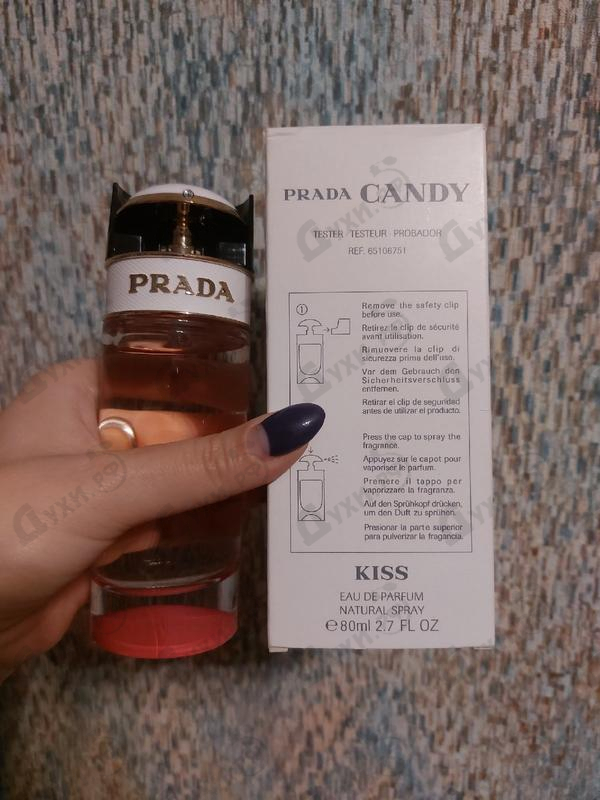 PRADA
PRADA CANDY
TESTER · TESTEUR · PROBADOR
REF. 65106751
1
Remove the safety clip
before use.
Retirez le clip de sécurité
avant utilisation.
Rimuovere la clip di
sicurezza prima dell'uso.
Vor dem Gebrauch den
Sicherheitsverschluss
entfernen.
Retirar el clip de seguridad
antes de utilizar el producto.
Press the cap to spray the
fragrance.
Appuyez sur le capot pour
vaporiser le parfum.
Premere il tappo per
vaporizzare la fragranza.
Auf den Sprühkopf drücken,
um den Duft zu sprühen.
Presionar la parte superior
para pulverizar la fragancia.
KISS
EAU DE PARFUM
NATURAL SPRAY
℮80ml 2.7 FL OZ